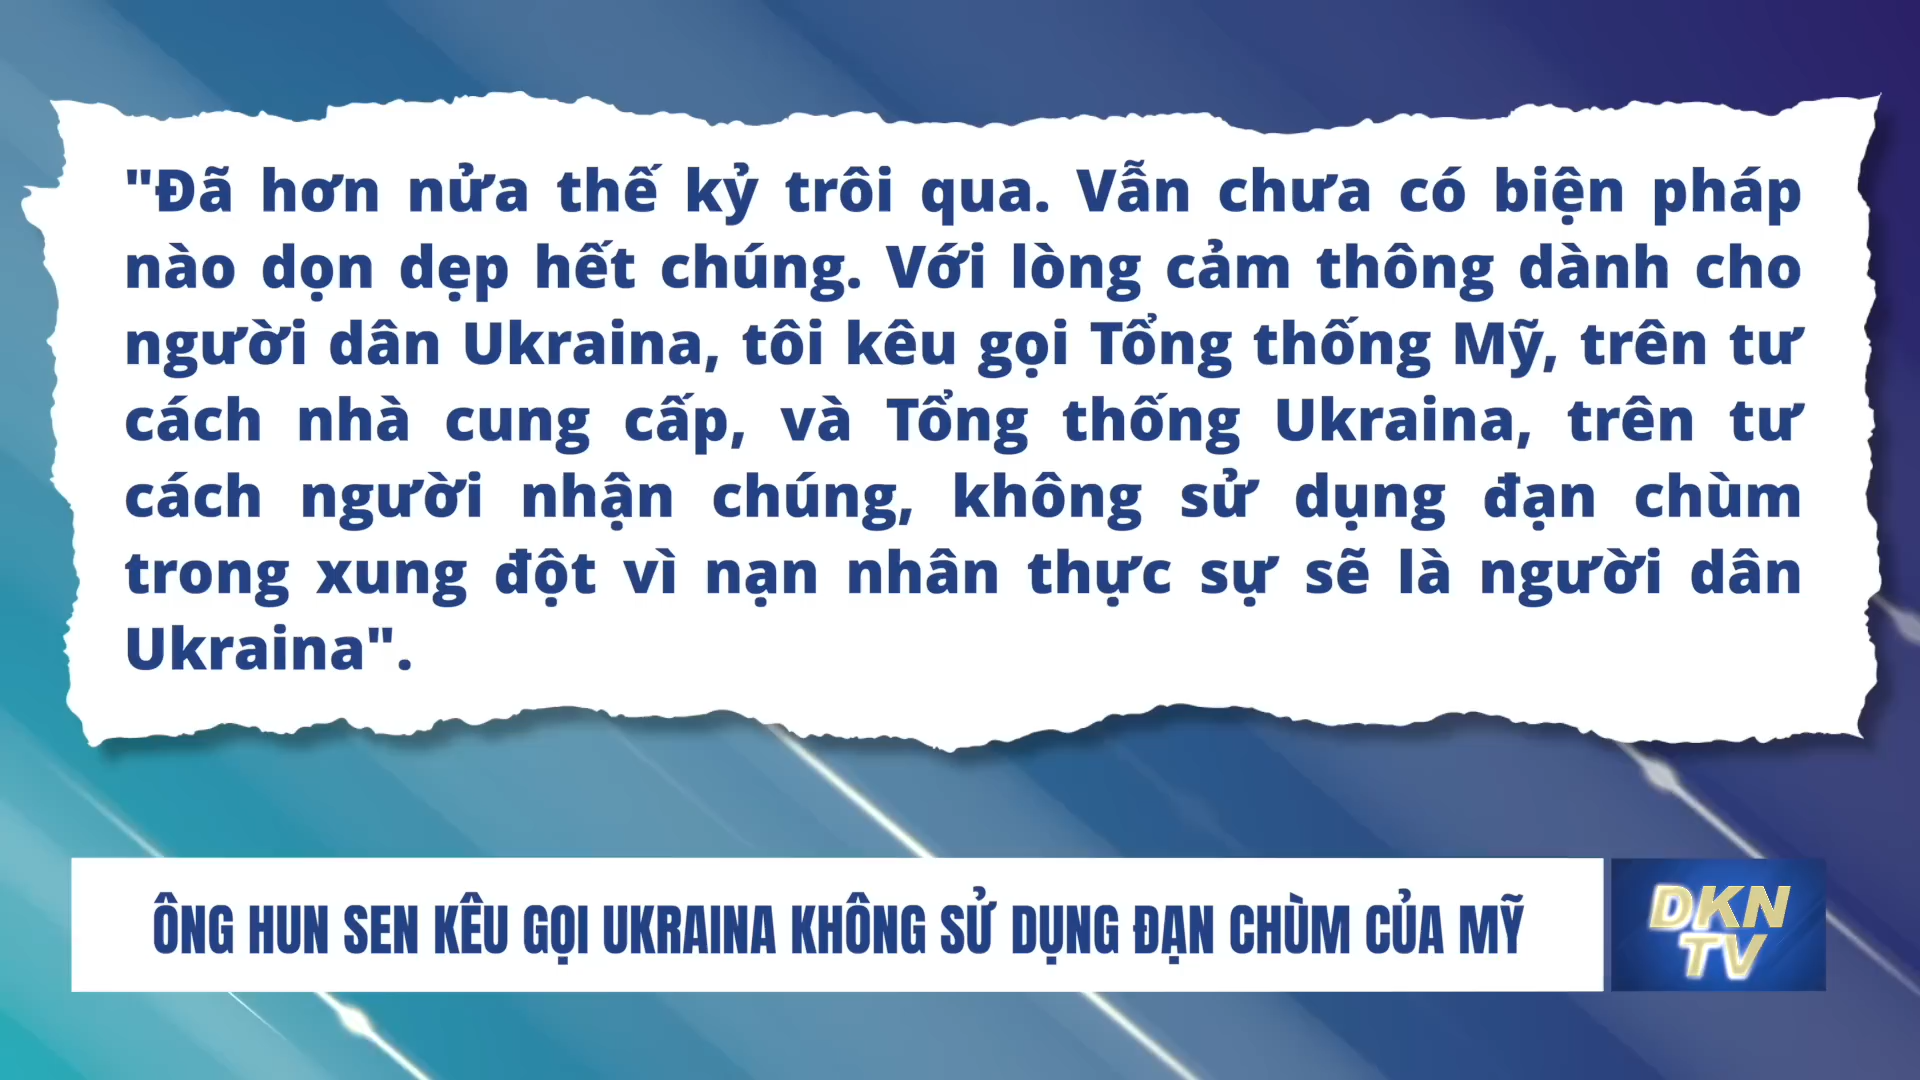 "Đã hơn nửa thế kỷ trôi qua. Vẫn chưa có biện pháp
nào dọn dẹp hết chúng. Với lòng cảm thông dành cho
người dân Ukraina, tôi kêu gọi Tổng thống Mỹ, trên tư
cách nhà cung cấp, và Tổng thống Ukraina, trên tư
cách người nhận chúng, không sử dụng đạn chùm
trong xung đột vì nạn nhân thực sự sẽ là người dân
Ukraina".
ÔNG HUN SEN KÊU GỌI UKRAINA KHÔNG SỬ DỤNG ĐẠN CHÙM CỦA MỸ
DKN
TV